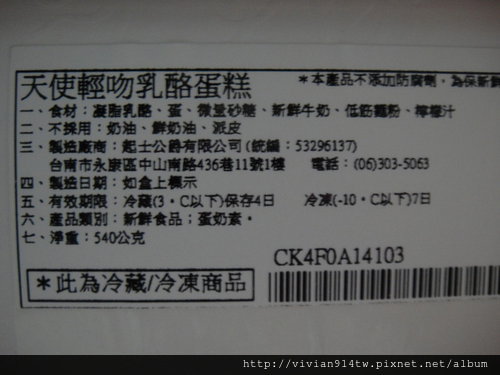 天使輕吻乳酪蛋糕
*本產品不添加防腐劑，為保新鮮
一、食材：凝脂乳酪、蛋、微量砂糖、新鮮牛奶、低筋麵粉、檸檬汁
二、不採用：奶油、鮮奶油、派皮
三、製造廠商：起士公爵有限公司 (統編：53296137)
台南市永康區中山南路436巷11號1樓 電話：(06)303-5063
四、製造日期：如盒上標示
五、有效期限：冷藏(3。C以下)保存4日 冷凍(-10。C以下)7日
六、產品類別：新鮮食品；蛋奶素。
七、淨重：540公克
CK4F0A14103
*此為冷藏/冷凍商品
http://vivian914tw.pixnet.net/album